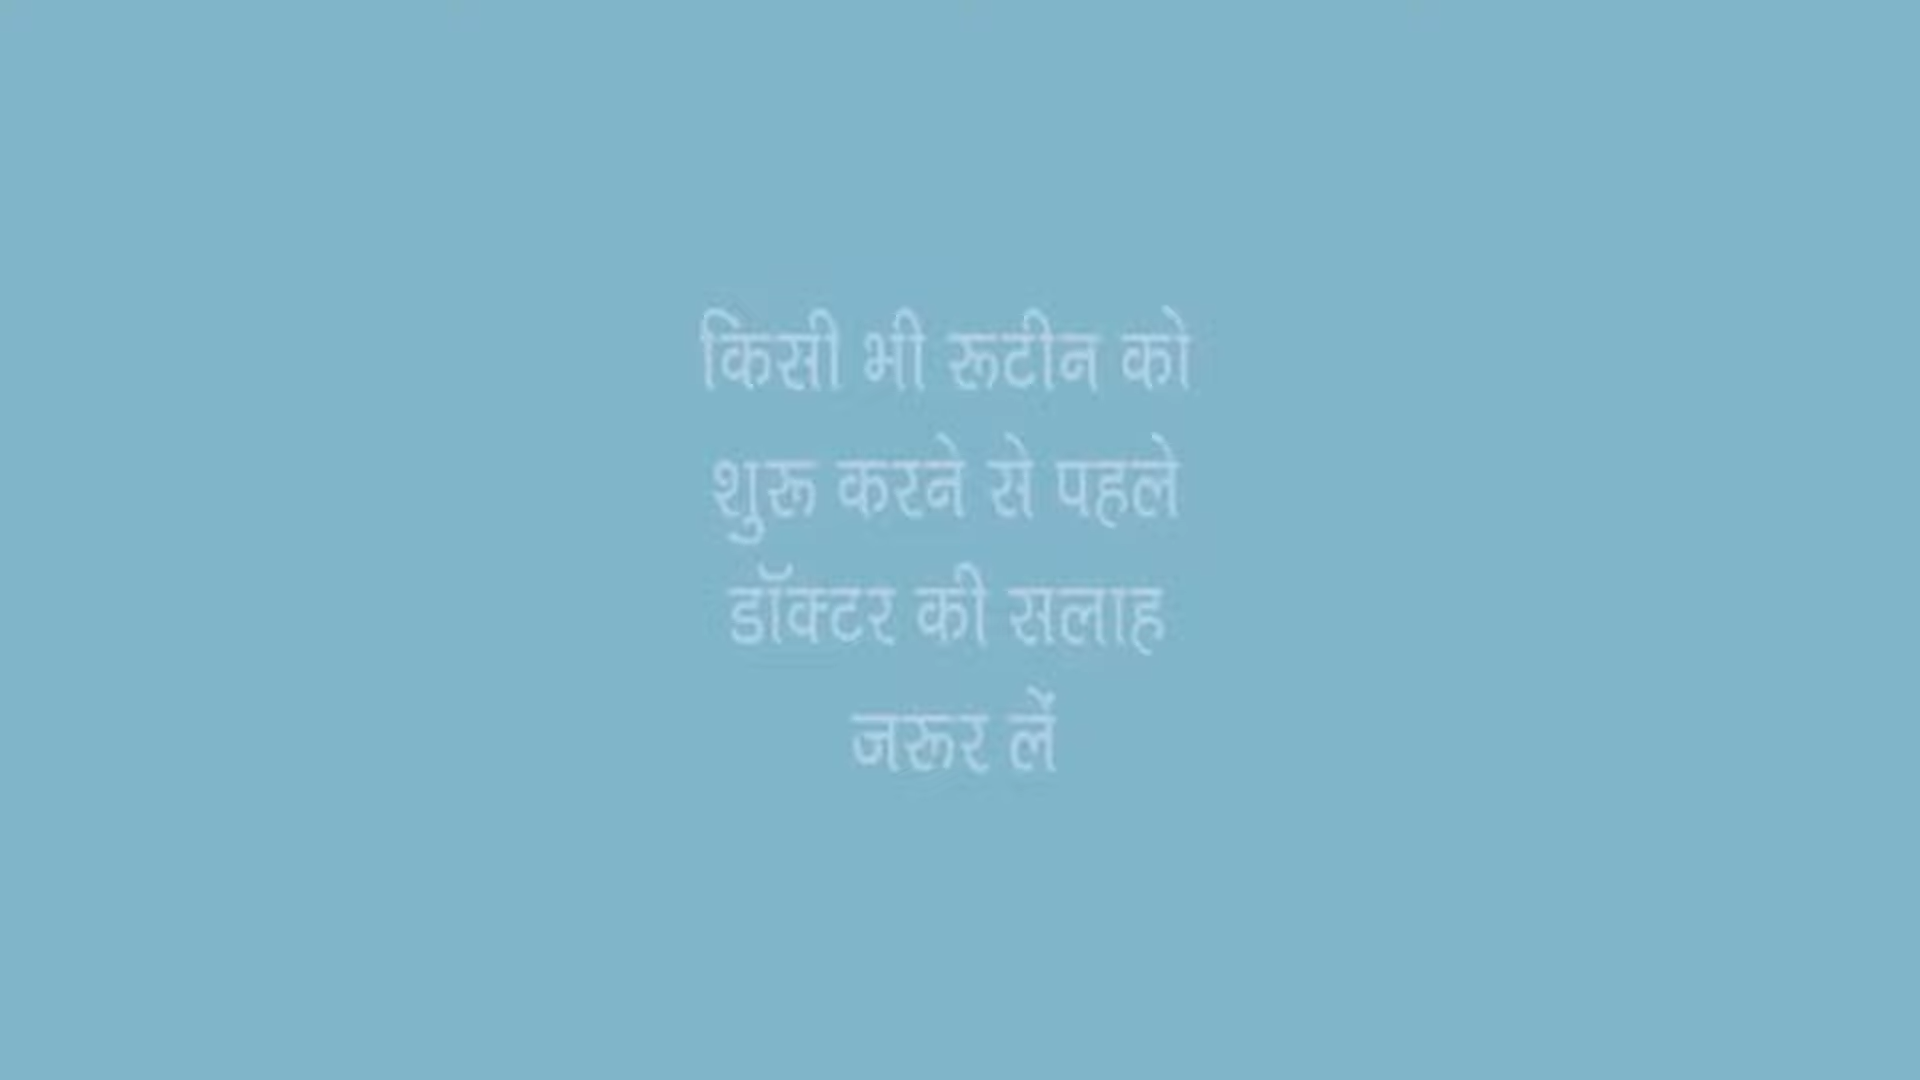 किसी भी रूटीन को
शुरू करने से पहले
डॉक्टर की सलाह
जरूर लें